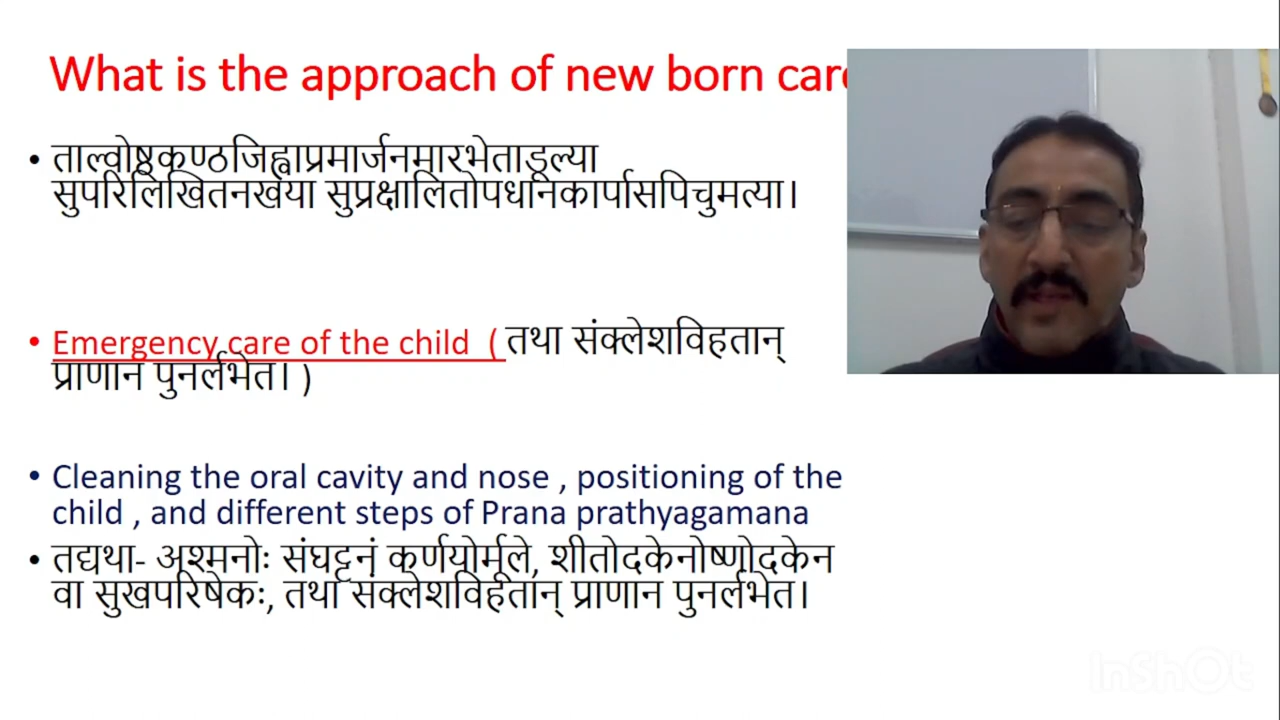 What is the approach of new born care
• ताल्वोष्ठकण्ठजिह्वाप्रमार्जनमारभेताङ्गुल्या
सुपरिलिखितनखया सुप्रक्षालितोपधानकार्पासपिचुमत्या।
• Emergency care of the child ( तथा संक्लेशविहतान्
प्राणान पुनर्लभेत। )
• Cleaning the oral cavity and nose , positioning of the
child , and different steps of Prana prathyagamana
• तद्यथा- अश्मनोः संघट्टनं कर्णयोर्मूले, शीतोदकेनोष्णोदकेन
वा सुखपरिषेकः, तथा संक्लेशविहतान् प्राणान पुनर्लभेत।
InShOt